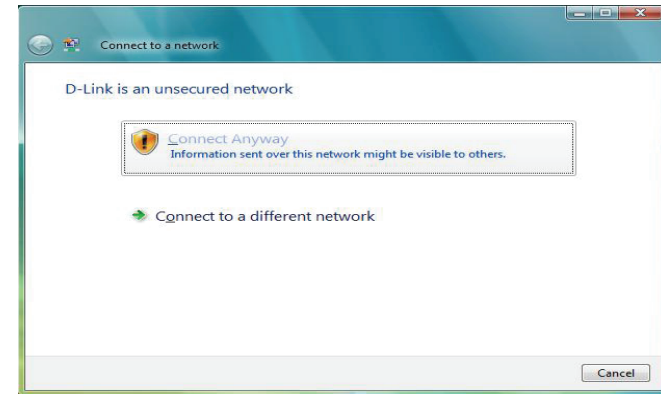 Connect to a network
D-Link is an unsecured network
Connect Anyway
Information sent over this network might be visible to others.
Connect to a different network
Cancel